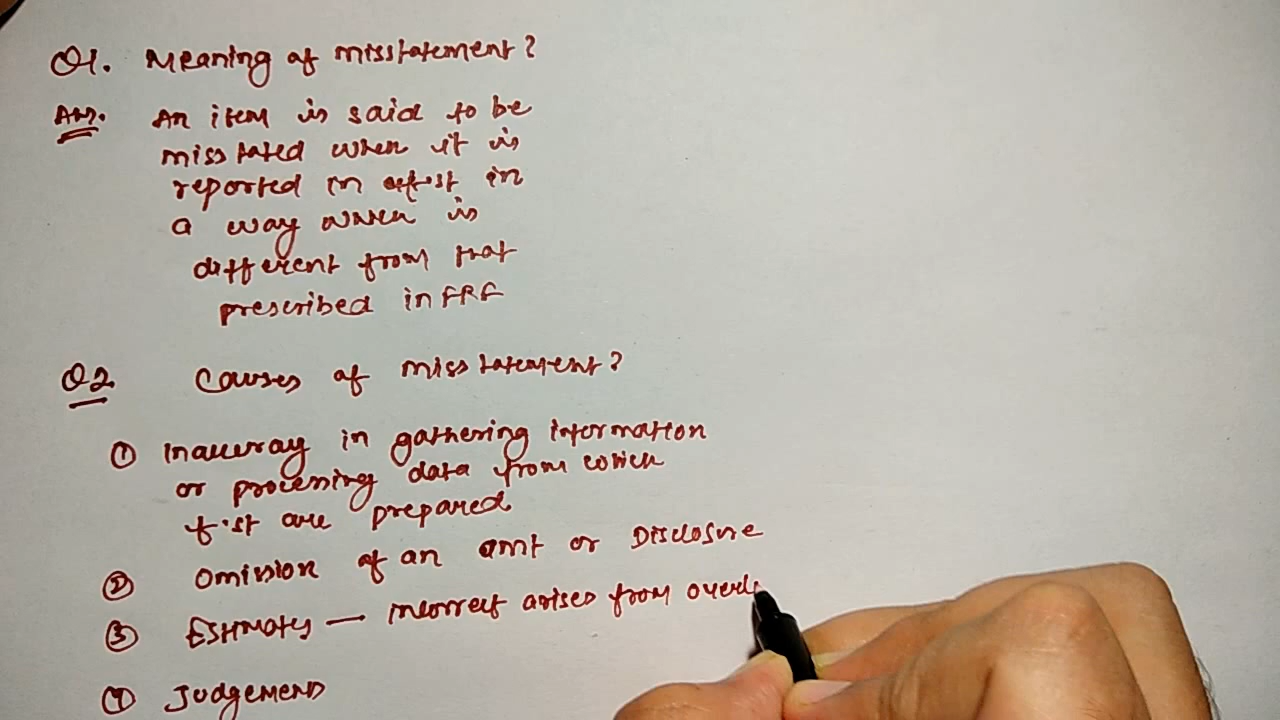 Q1. Meaning of misstatement?
Ans. An item is said to be
misstated when it is
reported in f.st in
a way which is
different from that
prescribed in FRF
Q2 Causes of misstatement?
① Inaccuracy in gathering information
or processing data from which
f.st are prepared
② Omission of an amt or Disclosure
③ Estimates — incorrect arises from overl
④ Judgements